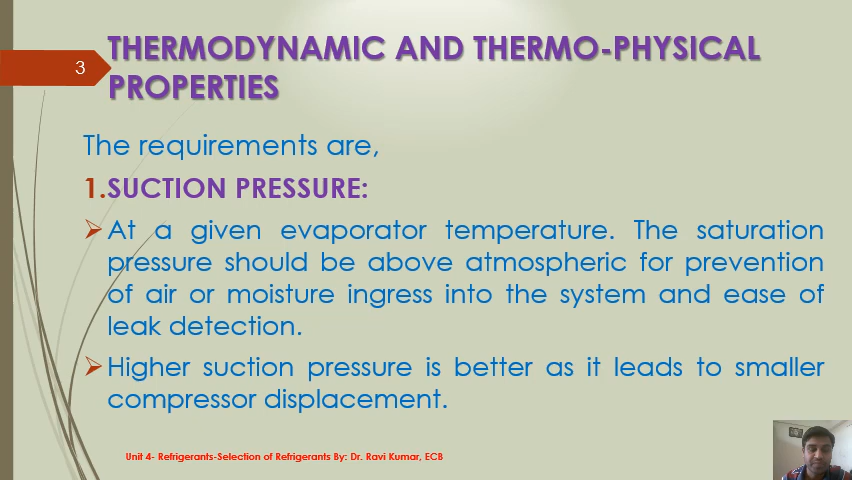 3
THERMODYNAMIC AND THERMO-PHYSICAL
PROPERTIES
The requirements are,
1.SUCTION PRESSURE:
At a given evaporator temperature. The saturation
pressure should be above atmospheric for prevention
of air or moisture ingress into the system and ease of
leak detection.
Higher suction pressure is better as it leads to smaller
compressor displacement.
Unit 4- Refrigerants-Selection of Refrigerants By: Dr. Ravi Kumar, ECB